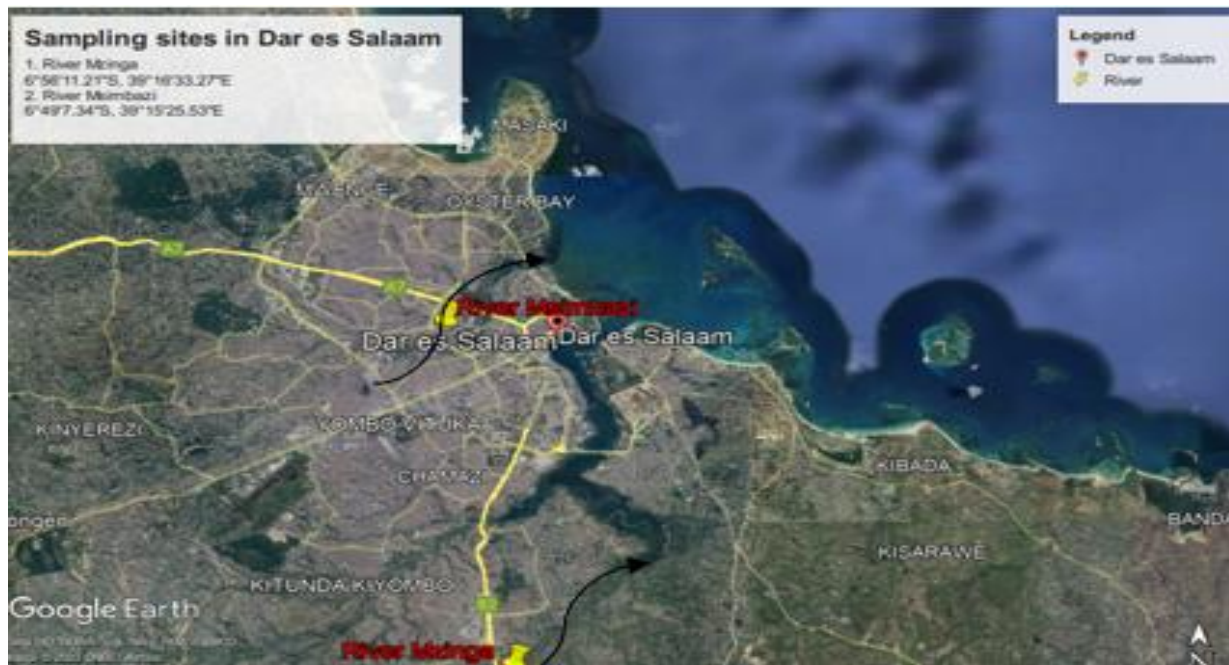 Sampling sites in Dar es Salaam
1. River Mzinga
6°56'11.21"S, 39°16'33.27"E
2. River Msimbazi
6°49'7.34"S, 39°15'25.53"E
Legend
Dar es Salaam
River
MASAKI
OYSTER BAY
River Msimbazi
Dar es Salaam
Dar es Salaam
KINYEREZI
YOMBO VITUKA
CHAMAZI
KIBADA
BANDA
KISARAWE
KITUNDA KIYOMBO
Google Earth
River Mzinga
N